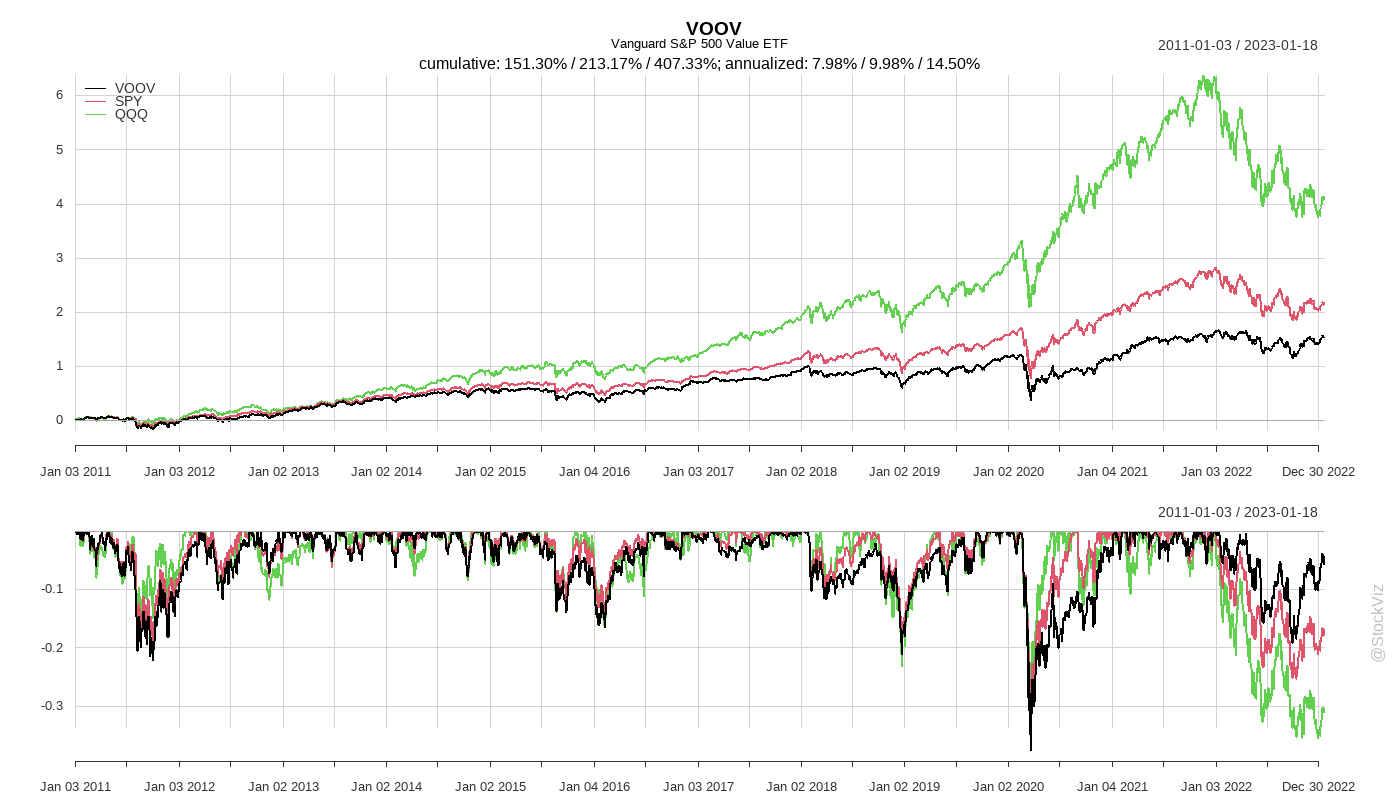 VOOV
Vanguard S&P 500 Value ETF
2011-01-03 / 2023-01-18
cumulative: 151.30% / 213.17% / 407.33%; annualized: 7.98% / 9.98% / 14.50%
VOOV
SPY
QQQ
6
5
4
3
2
1
0
Jan 03 2011 Jan 03 2012 Jan 02 2013 Jan 02 2014 Jan 02 2015 Jan 04 2016 Jan 03 2017 Jan 02 2018 Jan 02 2019 Jan 02 2020 Jan 04 2021 Jan 03 2022 Dec 30 2022
2011-01-03 / 2023-01-18
-0.1
-0.2
-0.3
Jan 03 2011 Jan 03 2012 Jan 02 2013 Jan 02 2014 Jan 02 2015 Jan 04 2016 Jan 03 2017 Jan 02 2018 Jan 02 2019 Jan 02 2020 Jan 04 2021 Jan 03 2022 Dec 30 2022
@StockViz